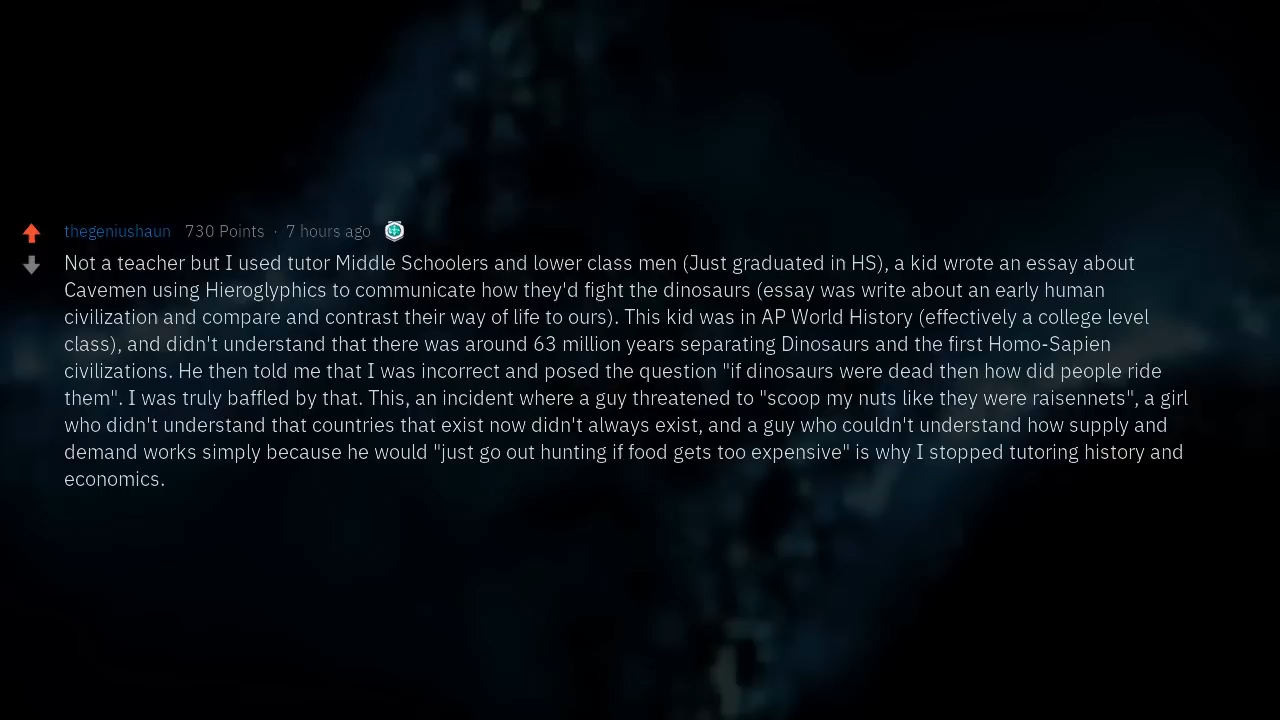 thegeniushaun 730 Points · 7 hours ago
Not a teacher but I used tutor Middle Schoolers and lower class men (Just graduated in HS), a kid wrote an essay about
Cavemen using Hieroglyphics to communicate how they'd fight the dinosaurs (essay was write about an early human
civilization and compare and contrast their way of life to ours). This kid was in AP World History (effectively a college level
class), and didn't understand that there was around 63 million years separating Dinosaurs and the first Homo-Sapien
civilizations. He then told me that I was incorrect and posed the question "if dinosaurs were dead then how did people ride
them". I was truly baffled by that. This, an incident where a guy threatened to "scoop my nuts like they were raisennets", a girl
who didn't understand that countries that exist now didn't always exist, and a guy who couldn't understand how supply and
demand works simply because he would "just go out hunting if food gets too expensive" is why I stopped tutoring history and
economics.